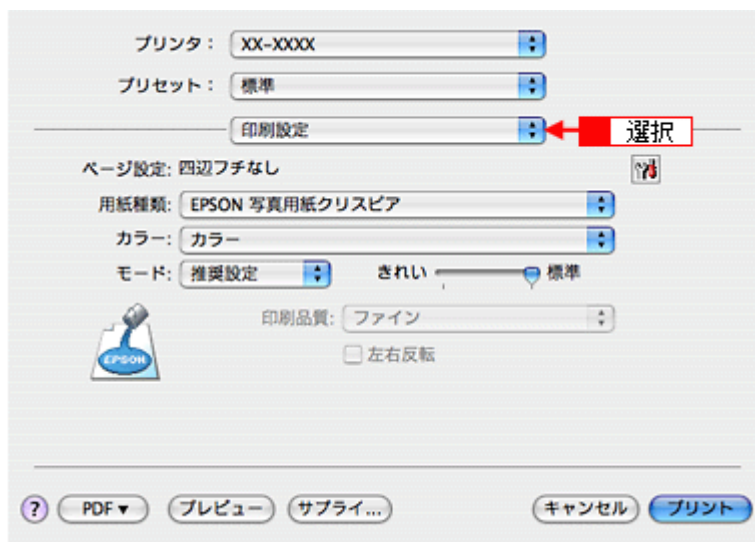 プリンタ： XX-XXXX
プリセット： 標準
印刷設定 選択
ページ設定: 四辺フチなし
用紙種類: EPSON 写真用紙クリスピア
カラー: カラー
モード: 推奨設定 きれい 標準
印刷品質: ファイン
EPSON 左右反転
? PDF▼ プレビュー サプライ... キャンセル プリント